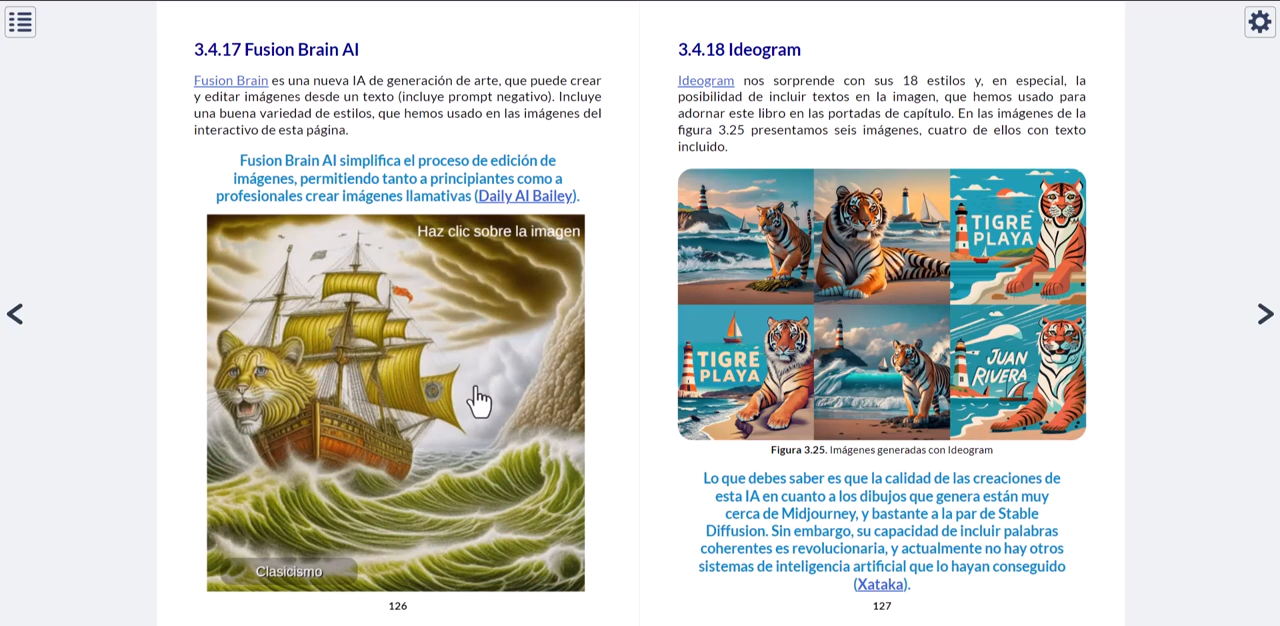 3.4.17 Fusion Brain AI
Fusion Brain es una nueva IA de generación de arte, que puede crear
y editar imágenes desde un texto (incluye prompt negativo). Incluye
una buena variedad de estilos, que hemos usado en las imágenes del
interactivo de esta página.
Fusion Brain AI simplifica el proceso de edición de
imágenes, permitiendo tanto a principiantes como a
profesionales crear imágenes llamativas (Daily AI Bailey).
Haz clic sobre la imagen
Clasicismo
126
3.4.18 Ideogram
Ideogram nos sorprende con sus 18 estilos y, en especial, la
posibilidad de incluir textos en la imagen, que hemos usado para
adornar este libro en las portadas de capítulo. En las imágenes de la
figura 3.25 presentamos seis imágenes, cuatro de ellos con texto
incluido.
TIGRE
PLAYA
TIGRE
PLAYA
JUAN
RIVERA
Figura 3.25. Imágenes generadas con Ideogram
Lo que debes saber es que la calidad de las creaciones de
esta IA en cuanto a los dibujos que genera están muy
cerca de Midjourney, y bastante a la par de Stable
Diffusion. Sin embargo, su capacidad de incluir palabras
coherentes es revolucionaria, y actualmente no hay otros
sistemas de inteligencia artificial que lo hayan conseguido
(Xataka).
127